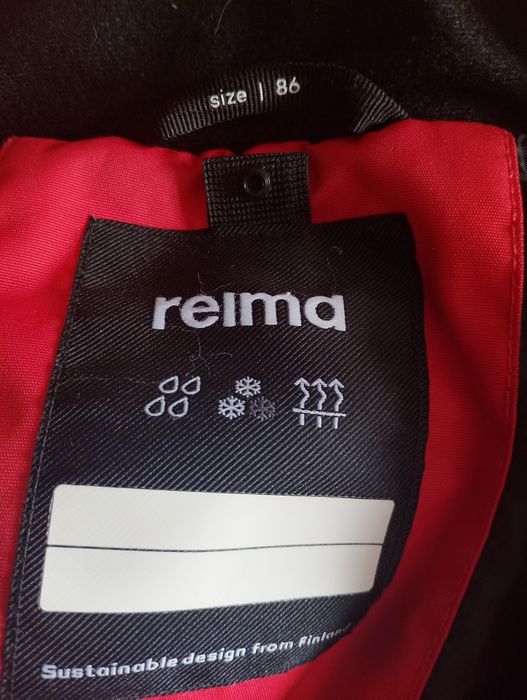 size | 86
reima
Sustainable design from Finland